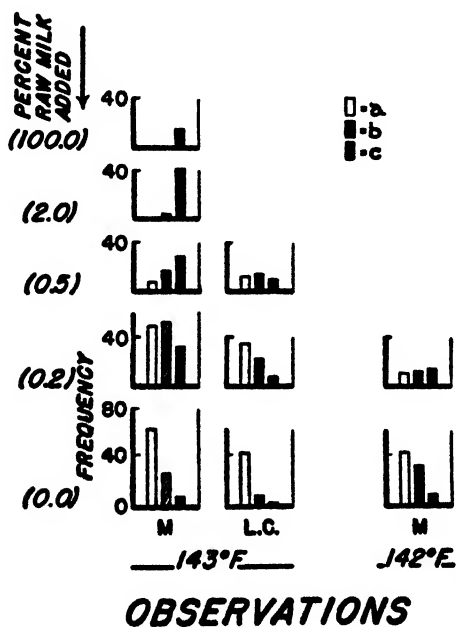 PERCENT
RAW MILK
ADDED
(100.0)
40
(2.0)
40
(0.5)
40
(0.2)
40
(0.0)
80
40
0
FREQUENCY
▯=a
▮=b
▮=c
M
L.C.
M
143°F
142°F
OBSERVATIONS